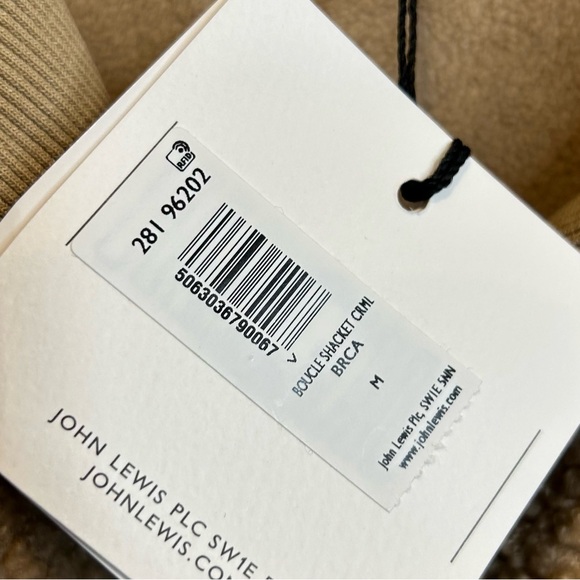 RFID
281 96202
5063036790067
V
BOUCLE SHACKET CRML
BRCA
M
John Lewis Plc, SW1E 5NN
www.johnlewis.com
JOHN LEWIS PLC SW1E
JOHNLEWIS.CO